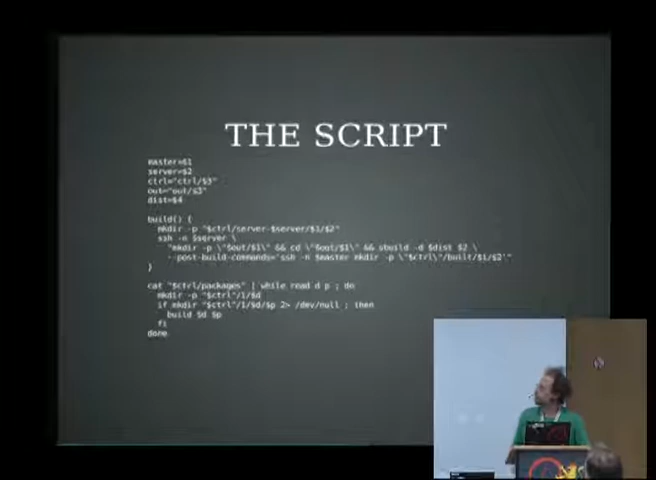 THE SCRIPT
master=$1
server=$2
ctrl="ctrl/$3"
out="out/$3"
dist=$4
build() {
mkdir -p "$ctrl/server-$server/$1/$2"
ssh -n $server \
"mkdir -p \"$out/$1\" && cd \"$out/$1\" && sbuild -d $dist $2 \
--post-build-commands='ssh -n $master mkdir -p \"$ctrl\"/built/$1/$2'"
}
cat "$ctrl/packages" | while read d p ; do
mkdir -p "$ctrl"/1/$d
if mkdir "$ctrl"/1/$d/$p 2> /dev/null ; then
build $d $p
fi
done